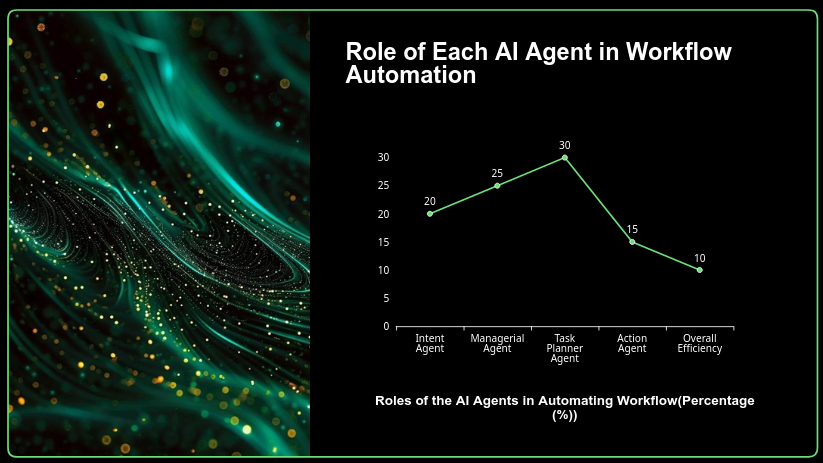 Role of Each AI Agent in Workflow
Automation
30
25
20
15
10
5
0
20
25
30
15
10
Intent
Agent
Managerial
Agent
Task
Planner
Agent
Action
Agent
Overall
Efficiency
Roles of the AI Agents in Automating Workflow(Percentage
(%))